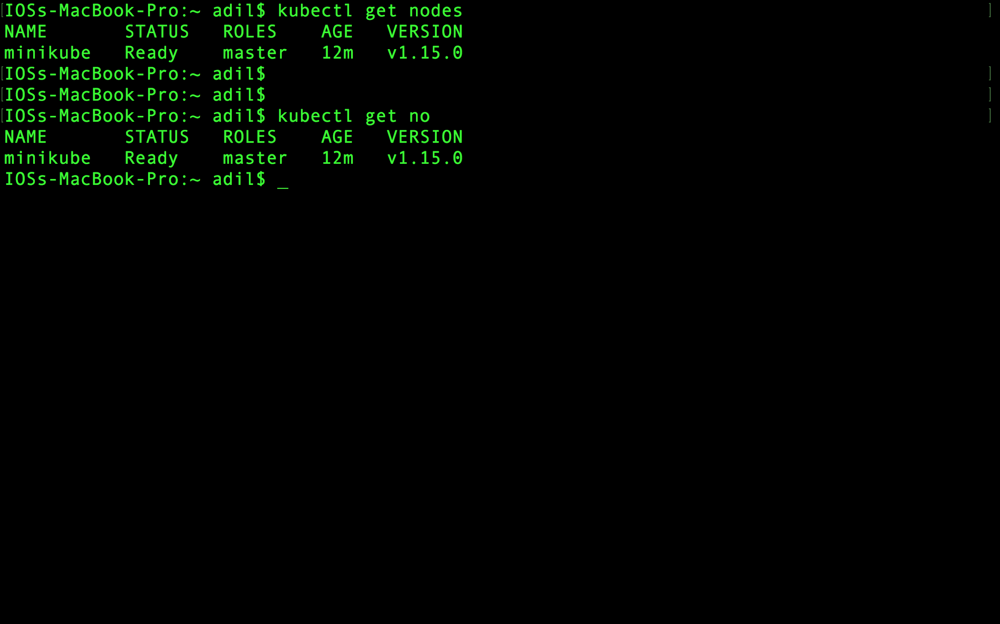 [IOSs-MacBook-Pro:~ adil$ kubectl get nodes ]
NAME       STATUS   ROLES    AGE   VERSION
minikube   Ready    master   12m   v1.15.0
[IOSs-MacBook-Pro:~ adil$ ]
[IOSs-MacBook-Pro:~ adil$ ]
[IOSs-MacBook-Pro:~ adil$ kubectl get no ]
NAME       STATUS   ROLES    AGE   VERSION
minikube   Ready    master   12m   v1.15.0
IOSs-MacBook-Pro:~ adil$ _